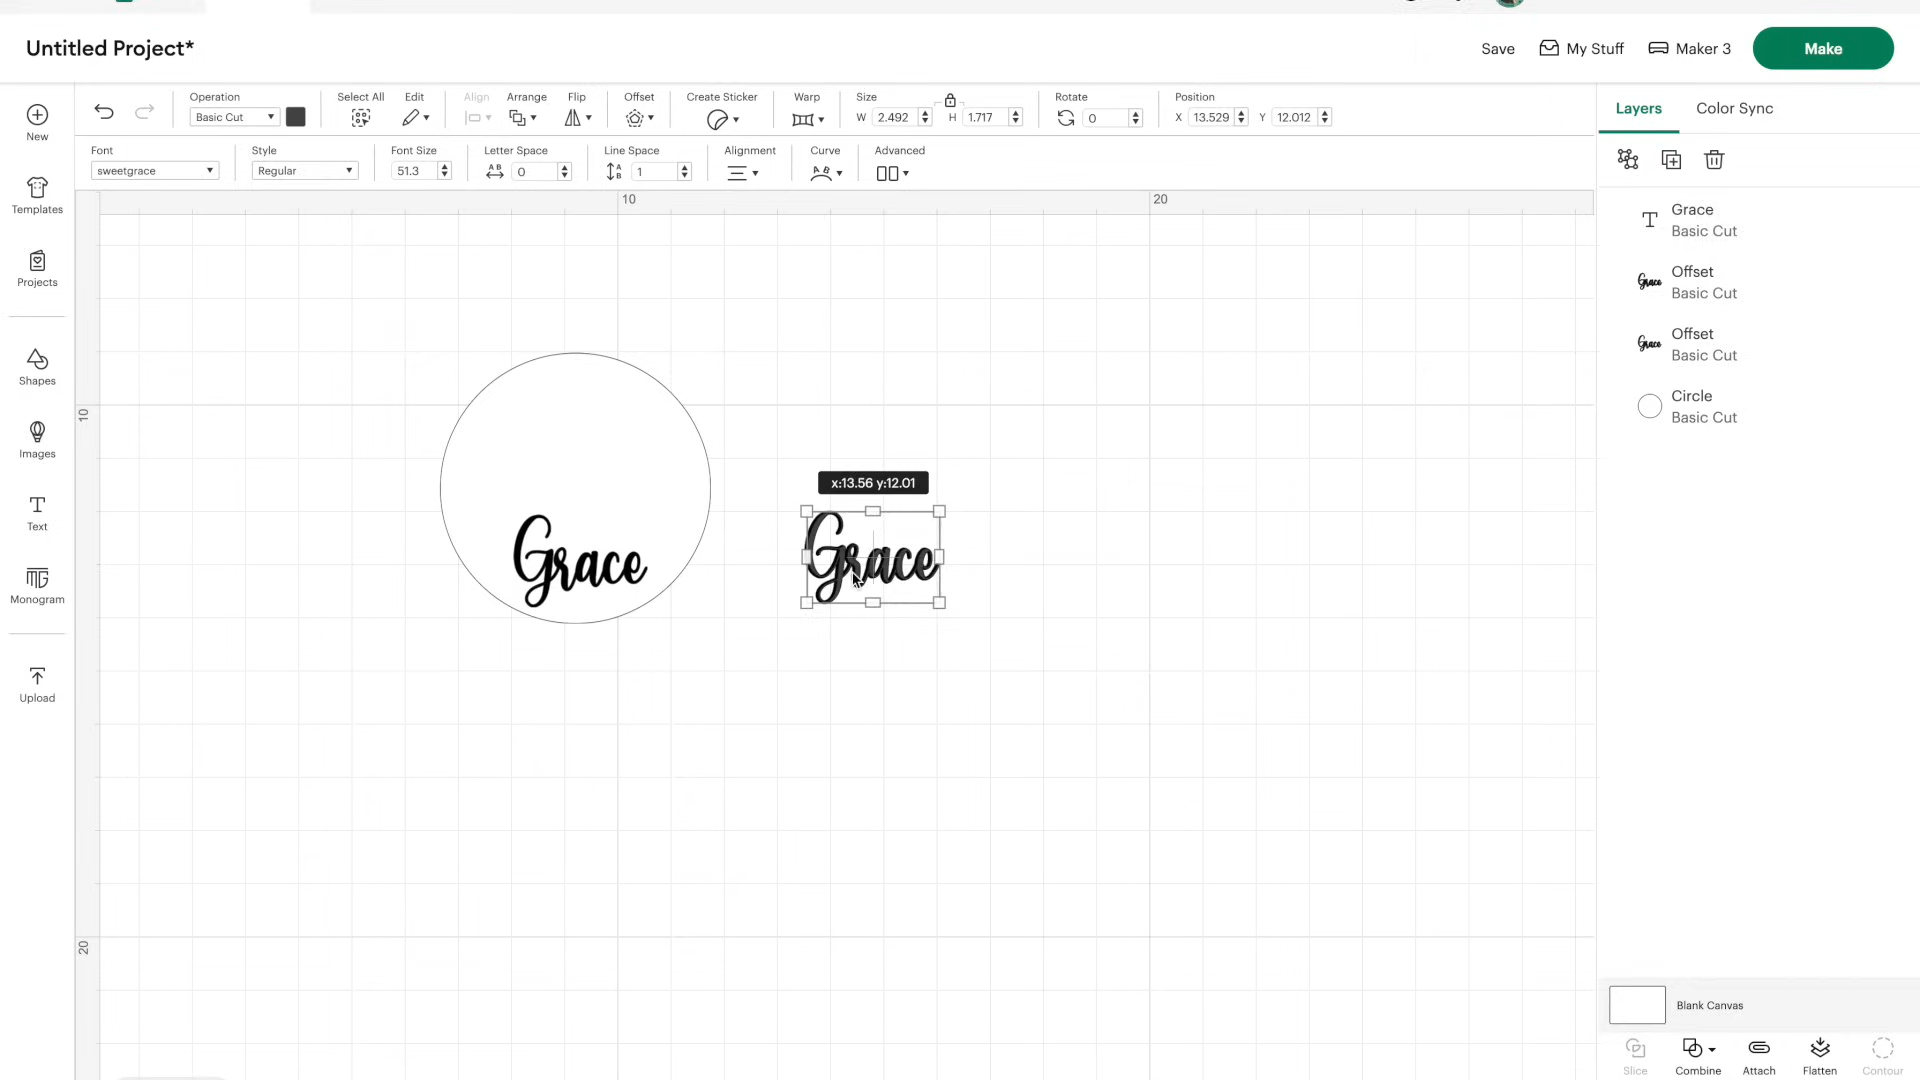 Untitled Project*
Save
My Stuff
Maker 3
Make
New
Templates
Projects
Shapes
Images
Text
Monogram
Upload
Operation
Basic Cut
Select All
Edit
Align
Arrange
Flip
Offset
Create Sticker
Warp
Size
W 2.492
H 1.717
Rotate
0
Position
X 13.529
Y 12.012
Font
sweetgrace
Style
Regular
Font Size
51.3
Letter Space
0
Line Space
1
Alignment
Curve
Advanced
10
20
10
20
x:13.56 y:12.01
Grace
Grace
Layers
Color Sync
Grace
Basic Cut
Grace
Offset
Basic Cut
Grace
Offset
Basic Cut
Circle
Basic Cut
Blank Canvas
Slice
Combine
Attach
Flatten
Contour